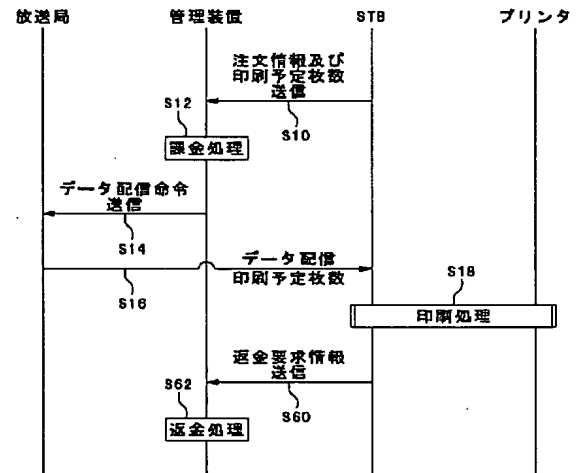 放送局
管理装置
STB
プリンタ
注文情報及び
印刷予定枚数
送信
S12
S10
課金処理
データ配信命令
送信
S14
データ配信
印刷予定枚数
S16
S18
印刷処理
返金要求情報
送信
S62
S60
返金処理